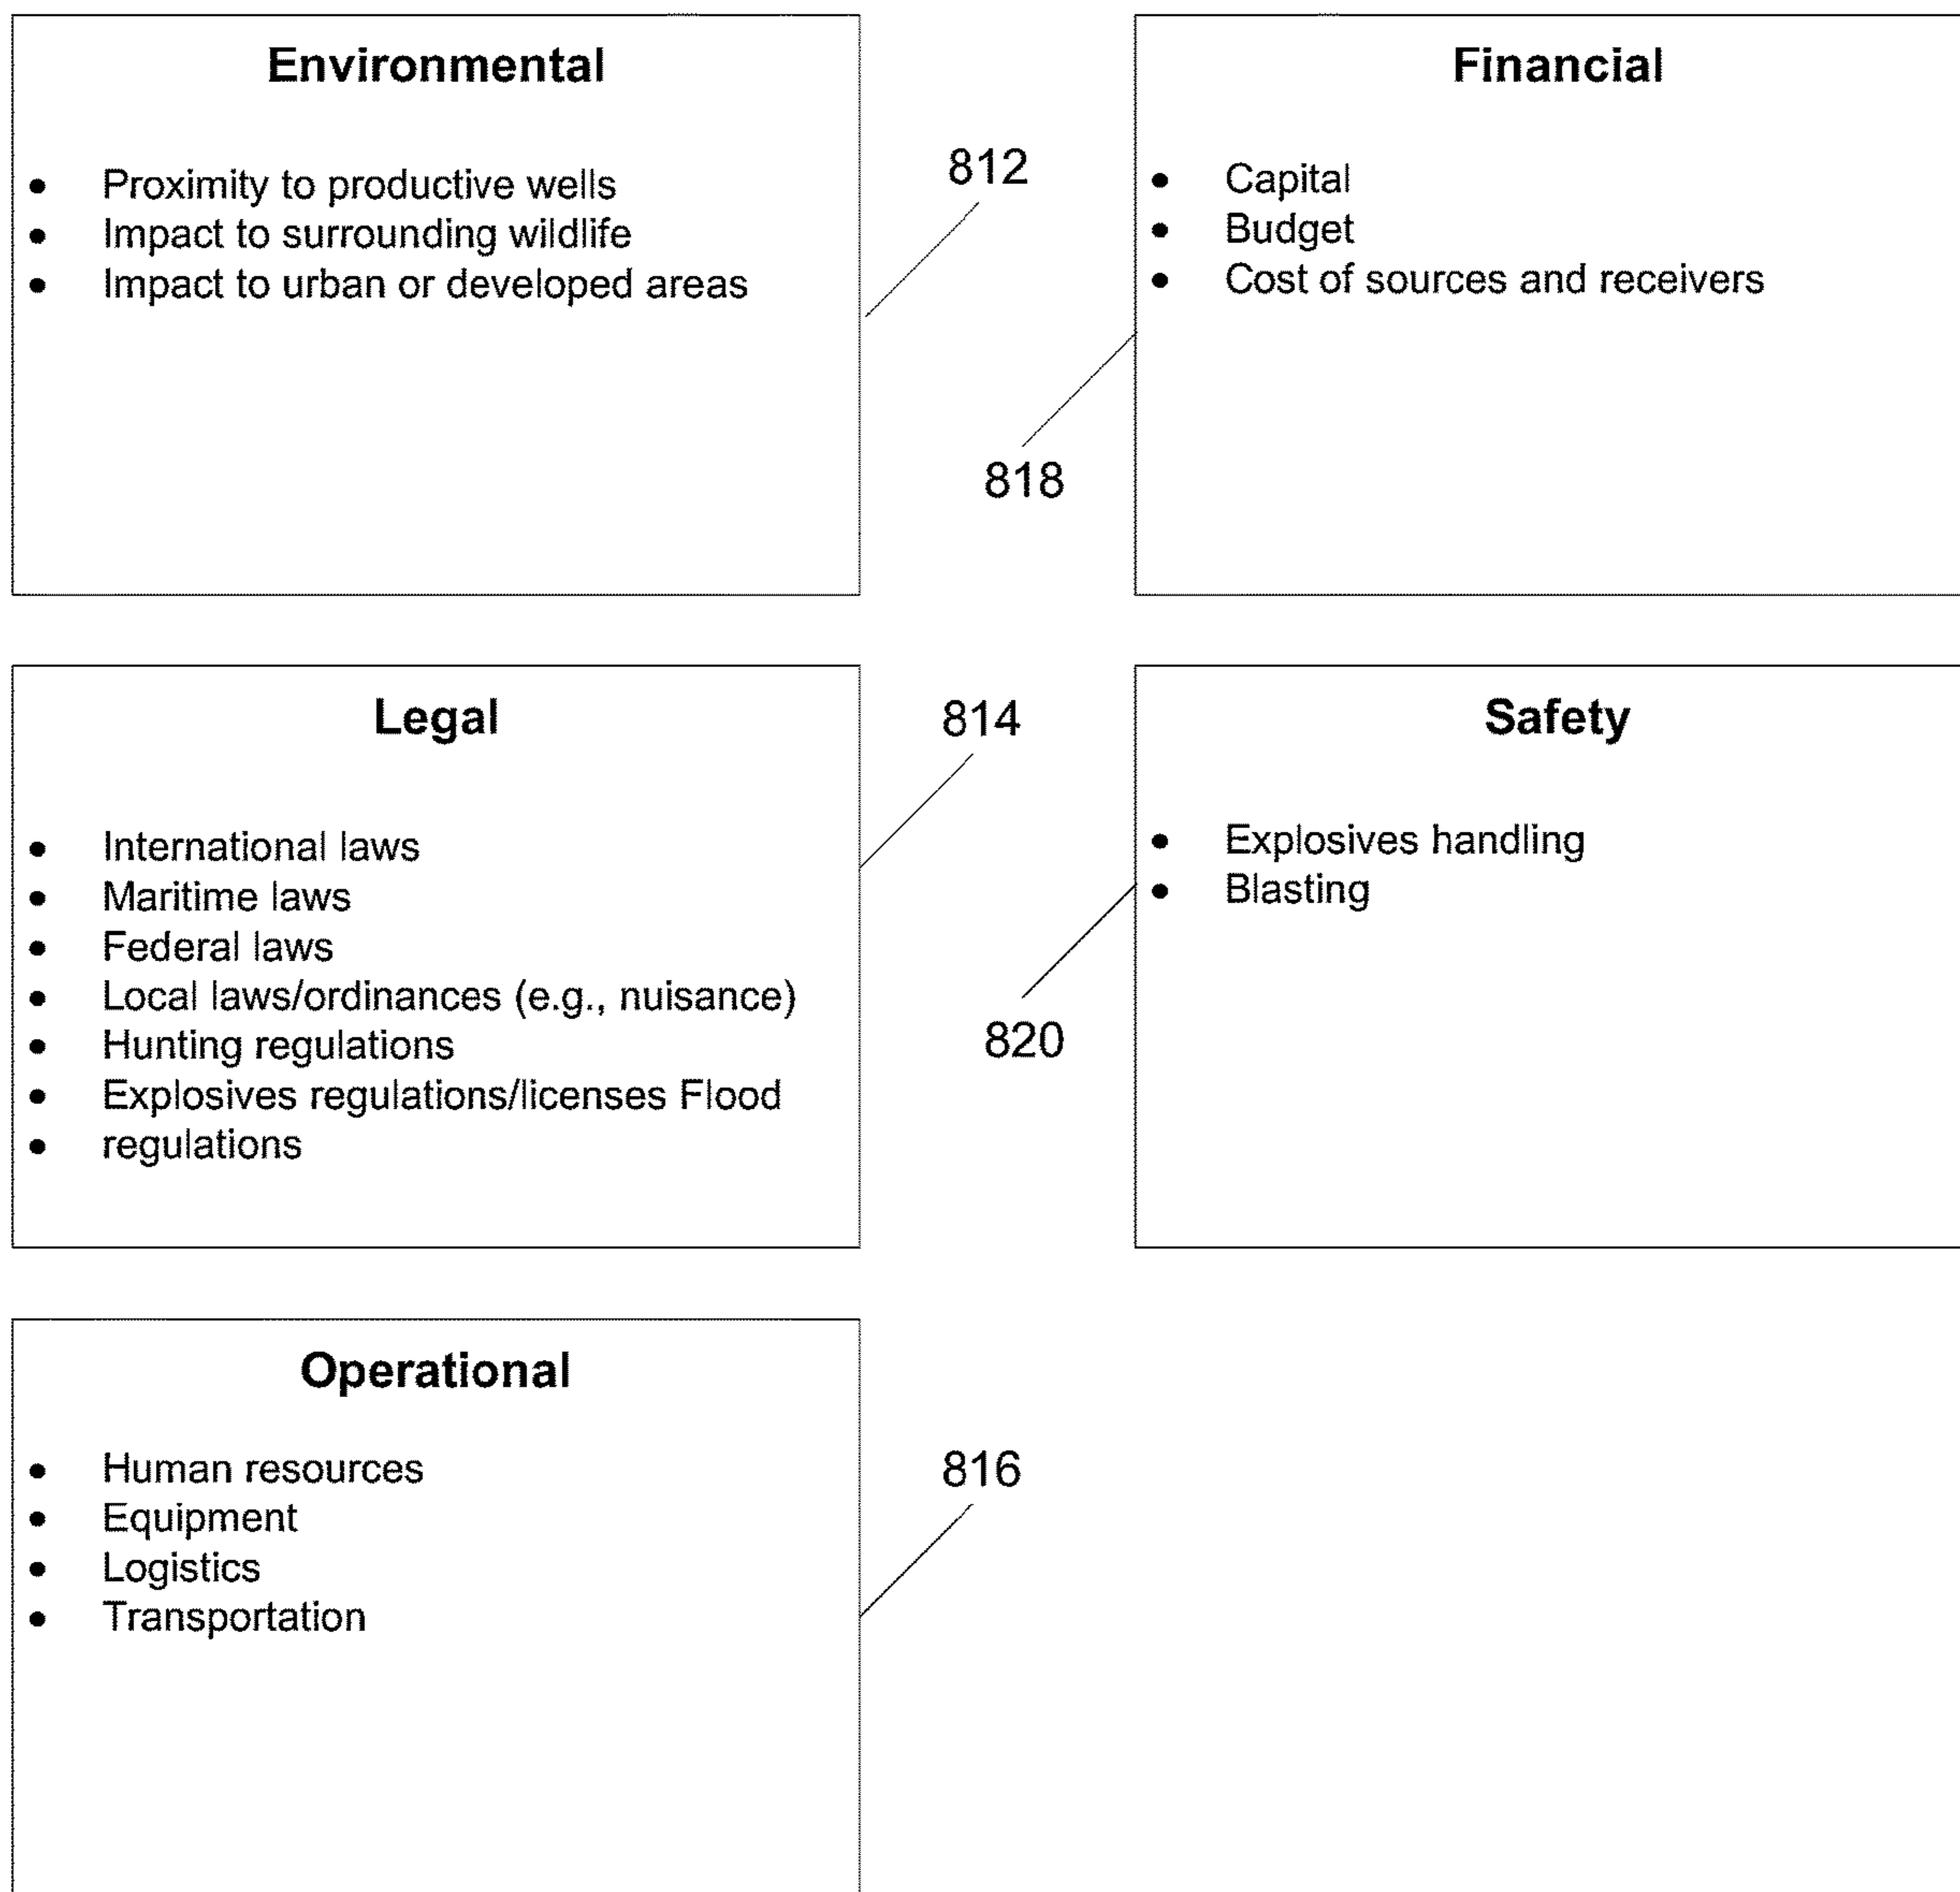 Environmental
• Proximity to productive wells
• Impact to surrounding wildlife
• Impact to urban or developed areas
812
Financial
• Capital
• Budget
• Cost of sources and receivers
818
Legal
• International laws
• Maritime laws
• Federal laws
• Local laws/ordinances (e.g., nuisance)
• Hunting regulations
• Explosives regulations/licenses Flood
• regulations
814
Safety
• Explosives handling
• Blasting
820
Operational
• Human resources
• Equipment
• Logistics
• Transportation
816